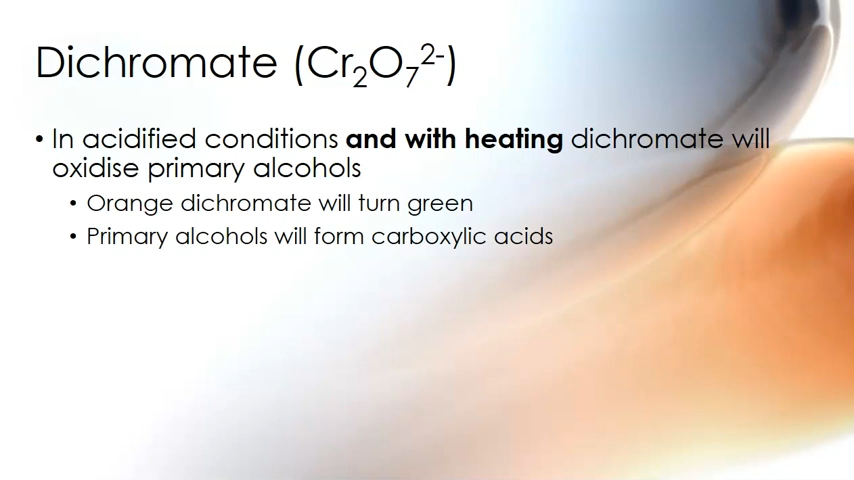 Dichromate (Cr₂O₇²⁻)
• In acidified conditions and with heating dichromate will
oxidise primary alcohols
• Orange dichromate will turn green
• Primary alcohols will form carboxylic acids